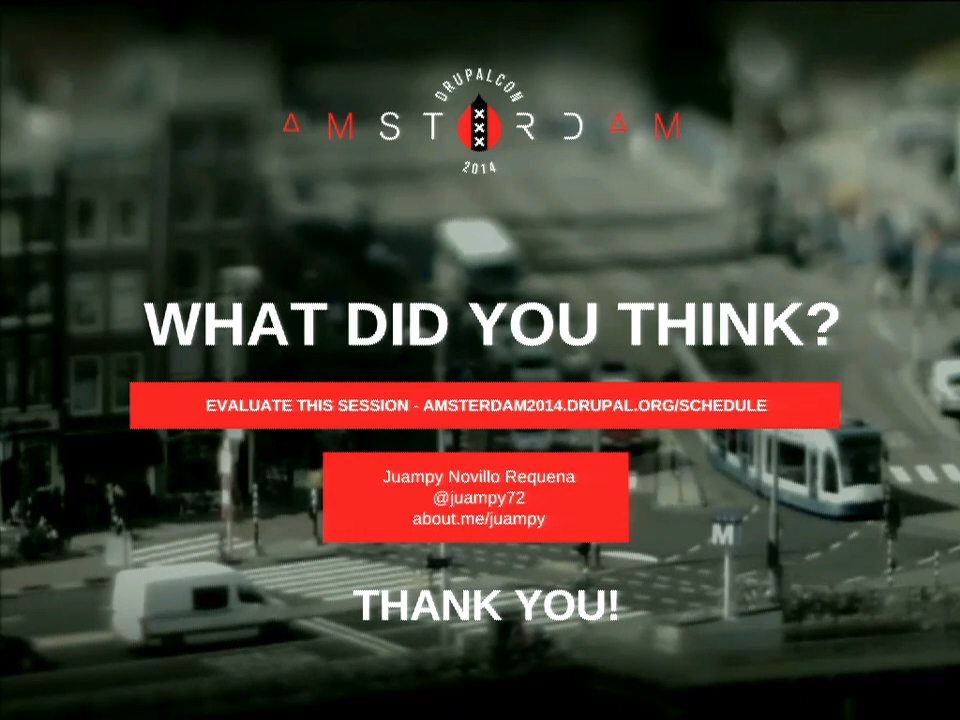 DRUPALCON
AMSTERDAM
2014
WHAT DID YOU THINK?
EVALUATE THIS SESSION - AMSTERDAM2014.DRUPAL.ORG/SCHEDULE
Juampy Novillo Requena
@juampy72
about.me/juampy
M
THANK YOU!